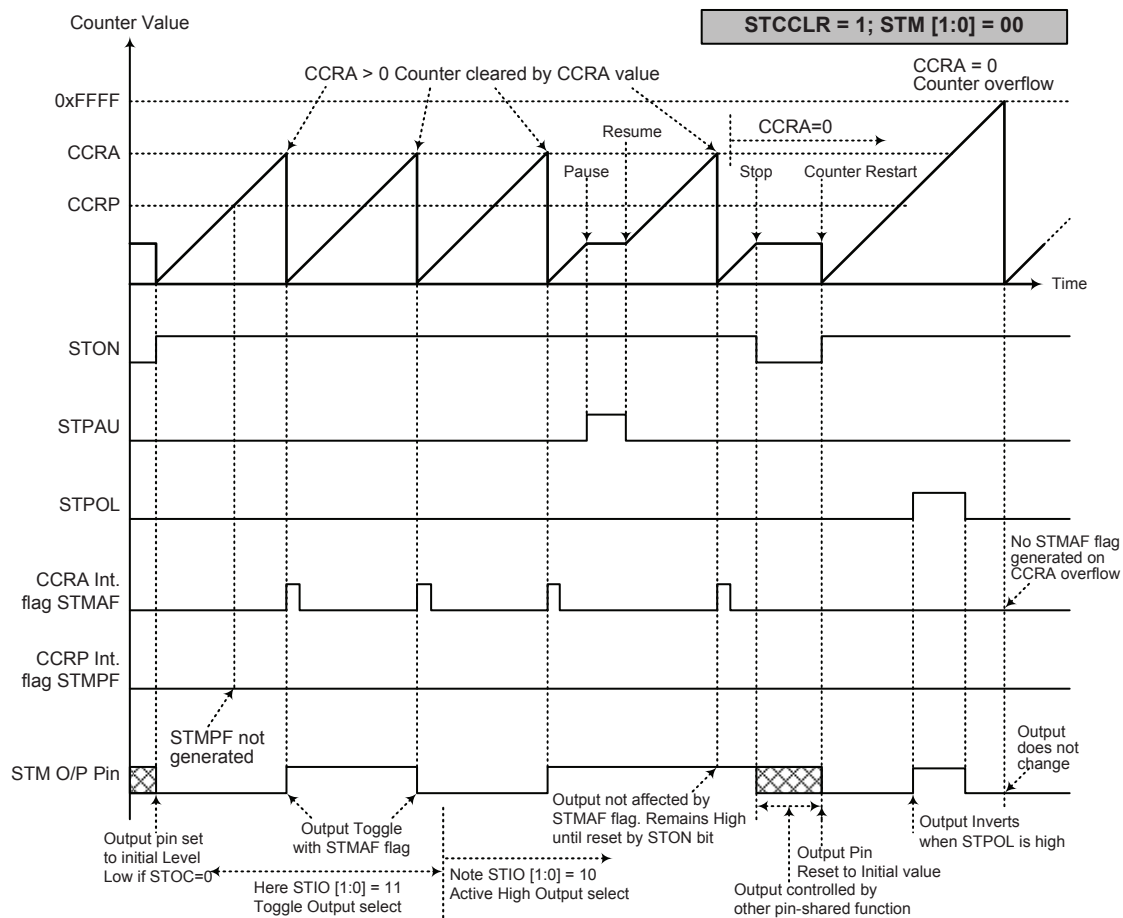 Counter Value
STCCLR = 1; STM [1:0] = 00
CCRA > 0 Counter cleared by CCRA value
CCRA = 0
Counter overflow
0xFFFF
Resume
CCRA=0
CCRA
Pause
Stop
Counter Restart
CCRP
Time
STON
STPAU
STPOL
No STMAF flag
generated on
CCRA overflow
CCRA Int.
flag STMAF
CCRP Int.
flag STMPF
STMPF not
generated
Output
does not
change
STM O/P Pin
Output pin set
to initial Level
Low if STOC=0
Output Toggle
with STMAF flag
Output not affected by
STMAF flag. Remains High
until reset by STON bit
Output Inverts
when STPOL is high
Output Pin
Reset to Initial value
Here STIO [1:0] = 11
Toggle Output select
Note STIO [1:0] = 10
Active High Output select
Output controlled by
other pin-shared function